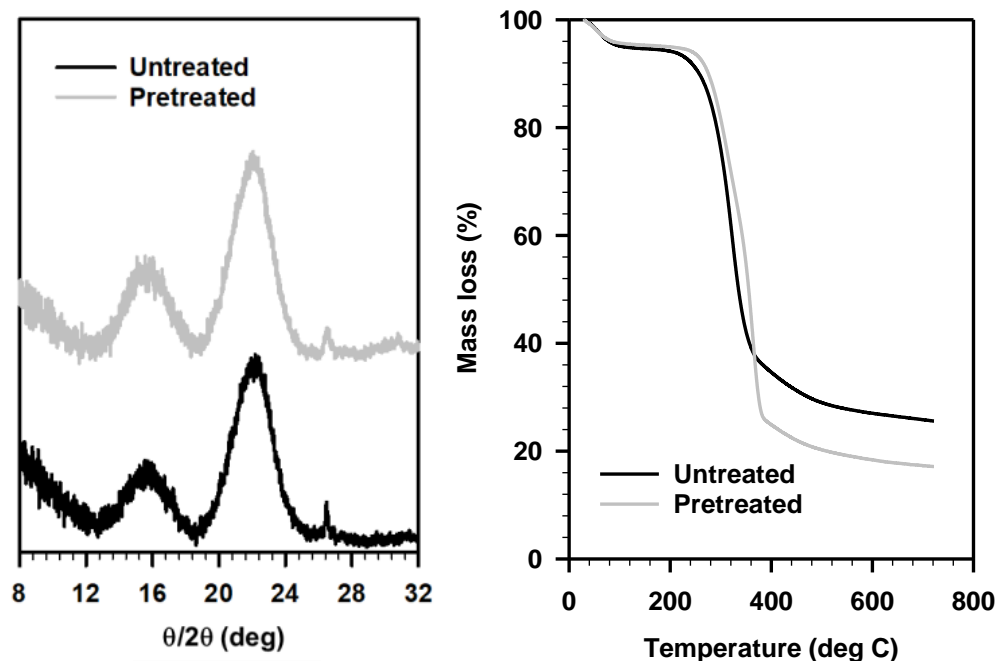 Untreated
Pretreated
8 12 16 20 24 28 32
θ/2θ (deg)
100
80
60
40
20
0
Mass loss (%)
Untreated
Pretreated
0 200 400 600 800
Temperature (deg C)